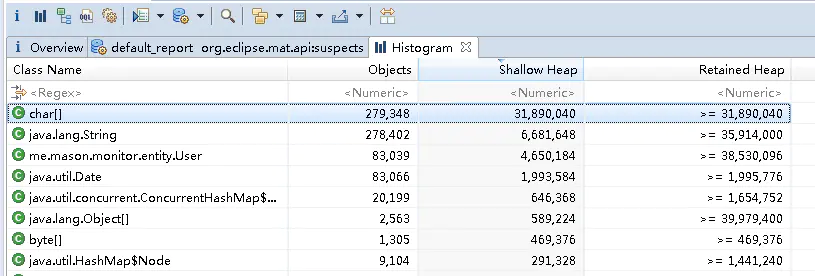 i Overview default_report org.eclipse.mat.api:suspects Histogram
Class Name Objects Shallow Heap Retained Heap
<Regex> <Numeric> <Numeric> <Numeric>
char[] 279,348 31,890,040 >= 31,890,040
java.lang.String 278,402 6,681,648 >= 35,914,000
me.mason.monitor.entity.User 83,039 4,650,184 >= 38,530,096
java.util.Date 83,066 1,993,584 >= 1,995,776
java.util.concurrent.ConcurrentHashMap$... 20,199 646,368 >= 1,654,752
java.lang.Object[] 2,563 589,224 >= 39,979,400
byte[] 1,305 469,376 >= 469,376
java.util.HashMap$Node 9,104 291,328 >= 1,441,240